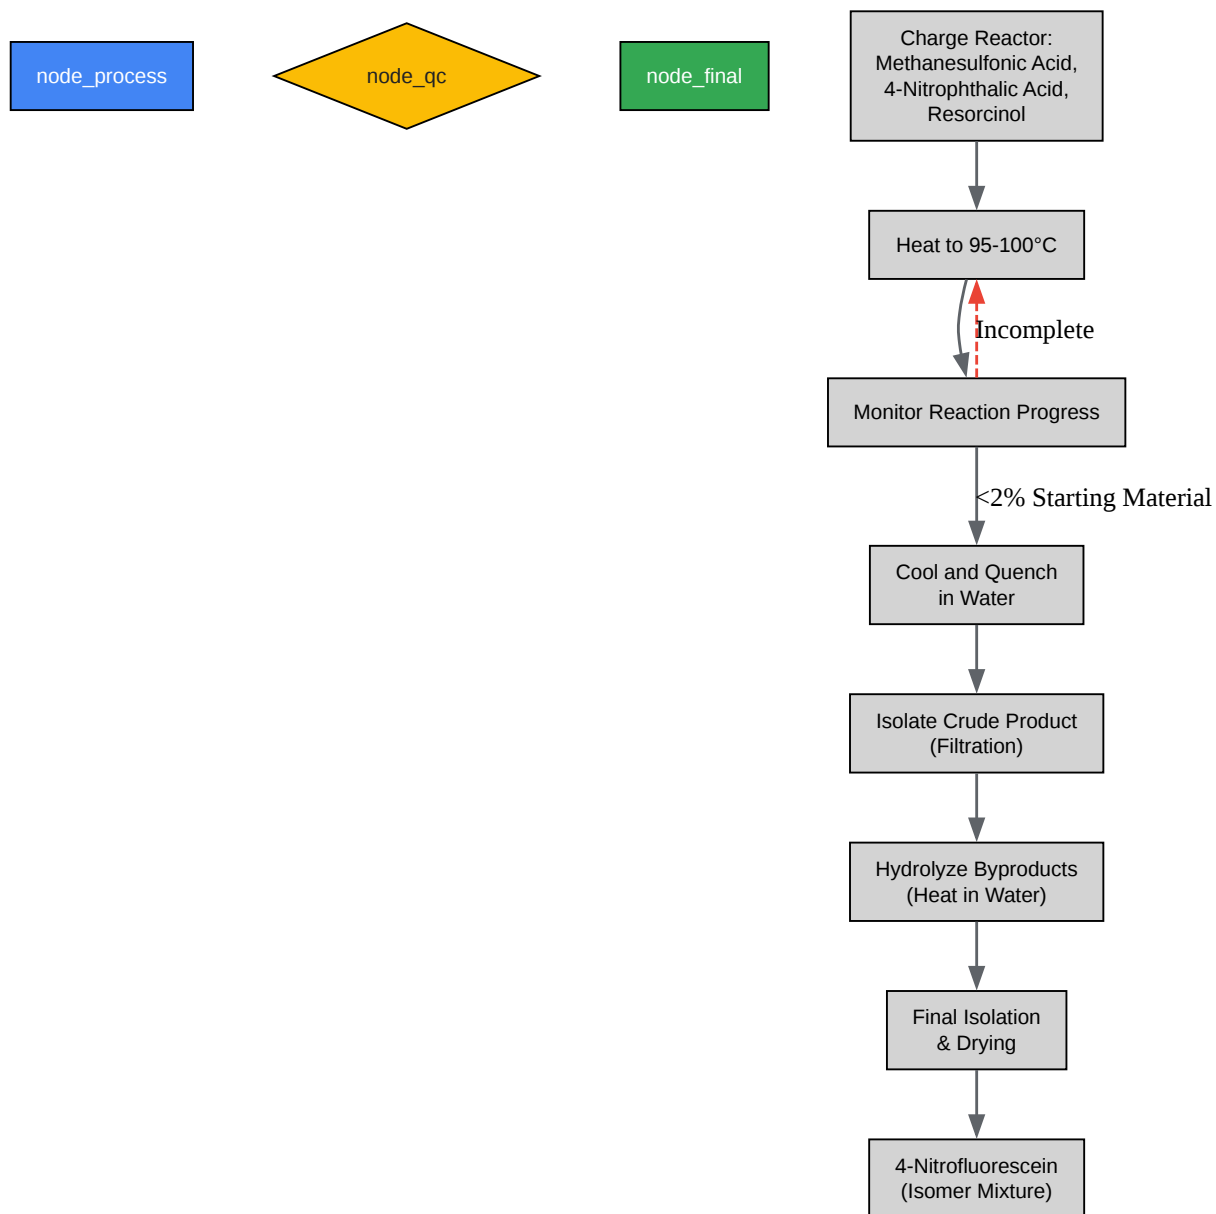 node_process
node_qc
node_final
Charge Reactor:
Methanesulfonic Acid,
4-Nitrophthalic Acid,
Resorcinol
Heat to 95-100°C
Incomplete
Monitor Reaction Progress
<2% Starting Material
Cool and Quench
in Water
Isolate Crude Product
(Filtration)
Hydrolyze Byproducts
(Heat in Water)
Final Isolation
& Drying
4-Nitrofluorescein
(Isomer Mixture)